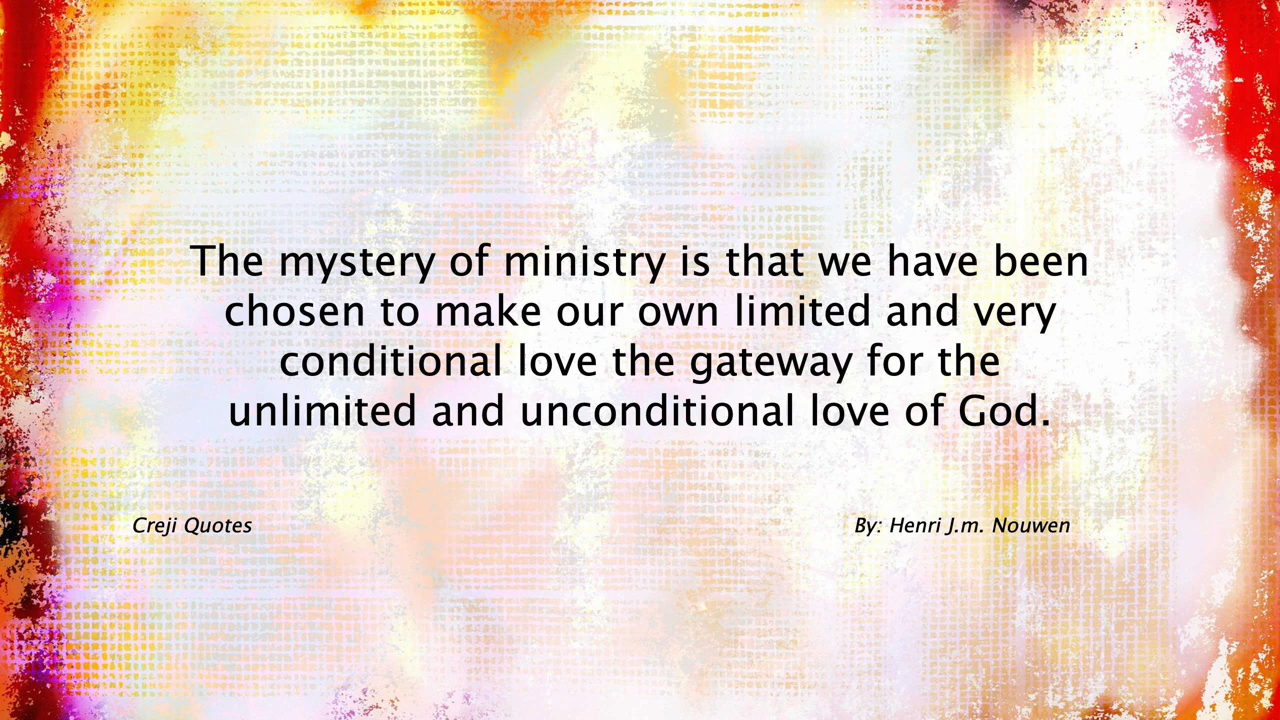 The mystery of ministry is that we have been
chosen to make our own limited and very
conditional love the gateway for the
unlimited and unconditional love of God.
Creji Quotes
By: Henri J.m. Nouwen